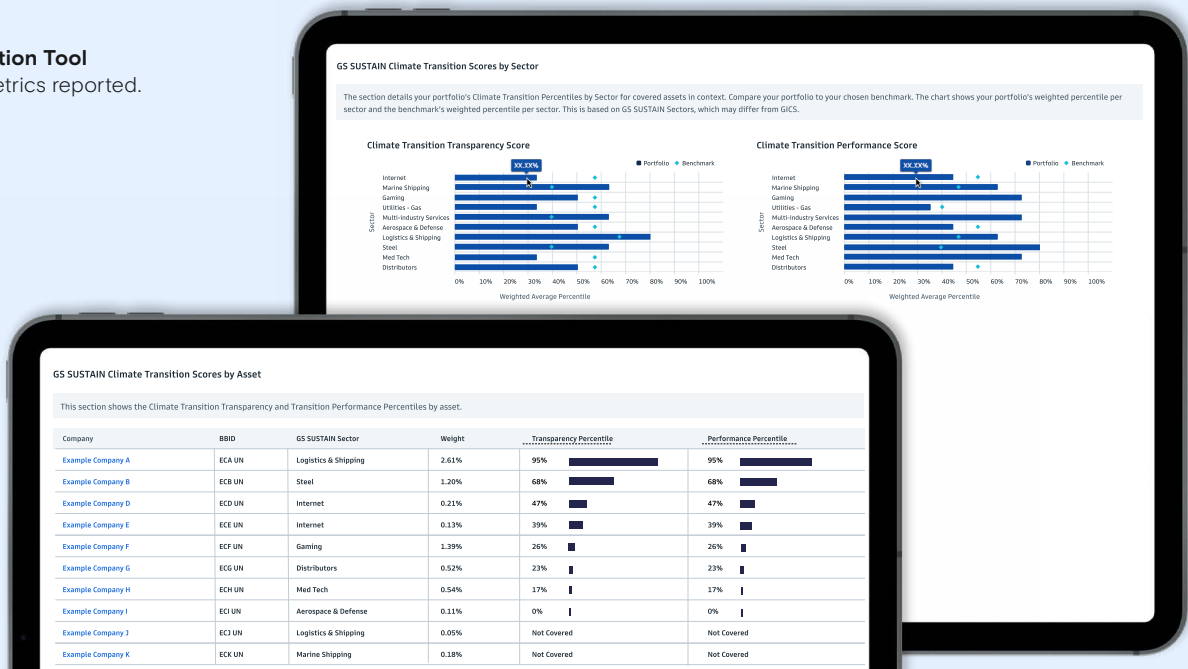 tion Tool
etrics reported.
GS SUSTAIN Climate Transition Scores by Sector
The section details your portfolio's Climate Transition Percentiles by Sector for covered assets in context. Compare your portfolio to your chosen benchmark. The chart shows your portfolio's weighted percentile per
sector and the benchmark's weighted percentile per sector. This is based on GS SUSTAIN Sectors, which may differ from GICS.
Climate Transition Transparency Score
XX.XX%
Portfolio Benchmark
Sector
Internet
Marine Shipping
Gaming
Utilities - Gas
Multi-Industry Services
Aerospace & Defense
Logistics & Shipping
Steel
Med Tech
Distributors
0% 10% 20% 30% 40% 50% 60% 70% 80% 90% 100%
Weighted Average Percentile
Climate Transition Performance Score
XX.XX%
Portfolio Benchmark
Sector
Internet
Marine Shipping
Gaming
Utilities - Gas
Multi-Industry Services
Aerospace & Defense
Logistics & Shipping
Steel
Med Tech
Distributors
0% 10% 20% 30% 40% 50% 60% 70% 80% 90% 100%
Weighted Average Percentile
GS SUSTAIN Climate Transition Scores by Asset
This section shows the Climate Transition Transparency and Transition Performance Percentiles by asset.
Company BBID GS SUSTAIN Sector Weight Transparency Percentile Performance Percentile
Example Company A ECA UN Logistics & Shipping 2.61% 95% 95%
Example Company B ECB UN Steel 1.20% 68% 68%
Example Company D ECD UN Internet 0.21% 47% 47%
Example Company E ECE UN Internet 0.13% 39% 39%
Example Company F ECF UN Gaming 1.39% 26% 26%
Example Company G ECG UN Distributors 0.52% 23% 23%
Example Company H ECH UN Med Tech 0.54% 17% 17%
Example Company I ECI UN Aerospace & Defense 0.11% 0% 0%
Example Company J ECJ UN Logistics & Shipping 0.05% Not Covered Not Covered
Example Company K ECK UN Marine Shipping 0.18% Not Covered Not Covered